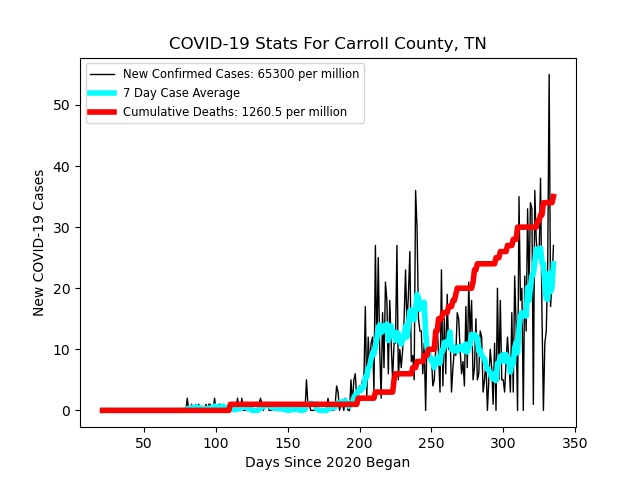 COVID-19 Stats For Carroll County, TN
New Confirmed Cases: 65300 per million
7 Day Case Average
Cumulative Deaths: 1260.5 per million
New COVID-19 Cases
50
40
30
20
10
0
50 100 150 200 250 300 350
Days Since 2020 Began